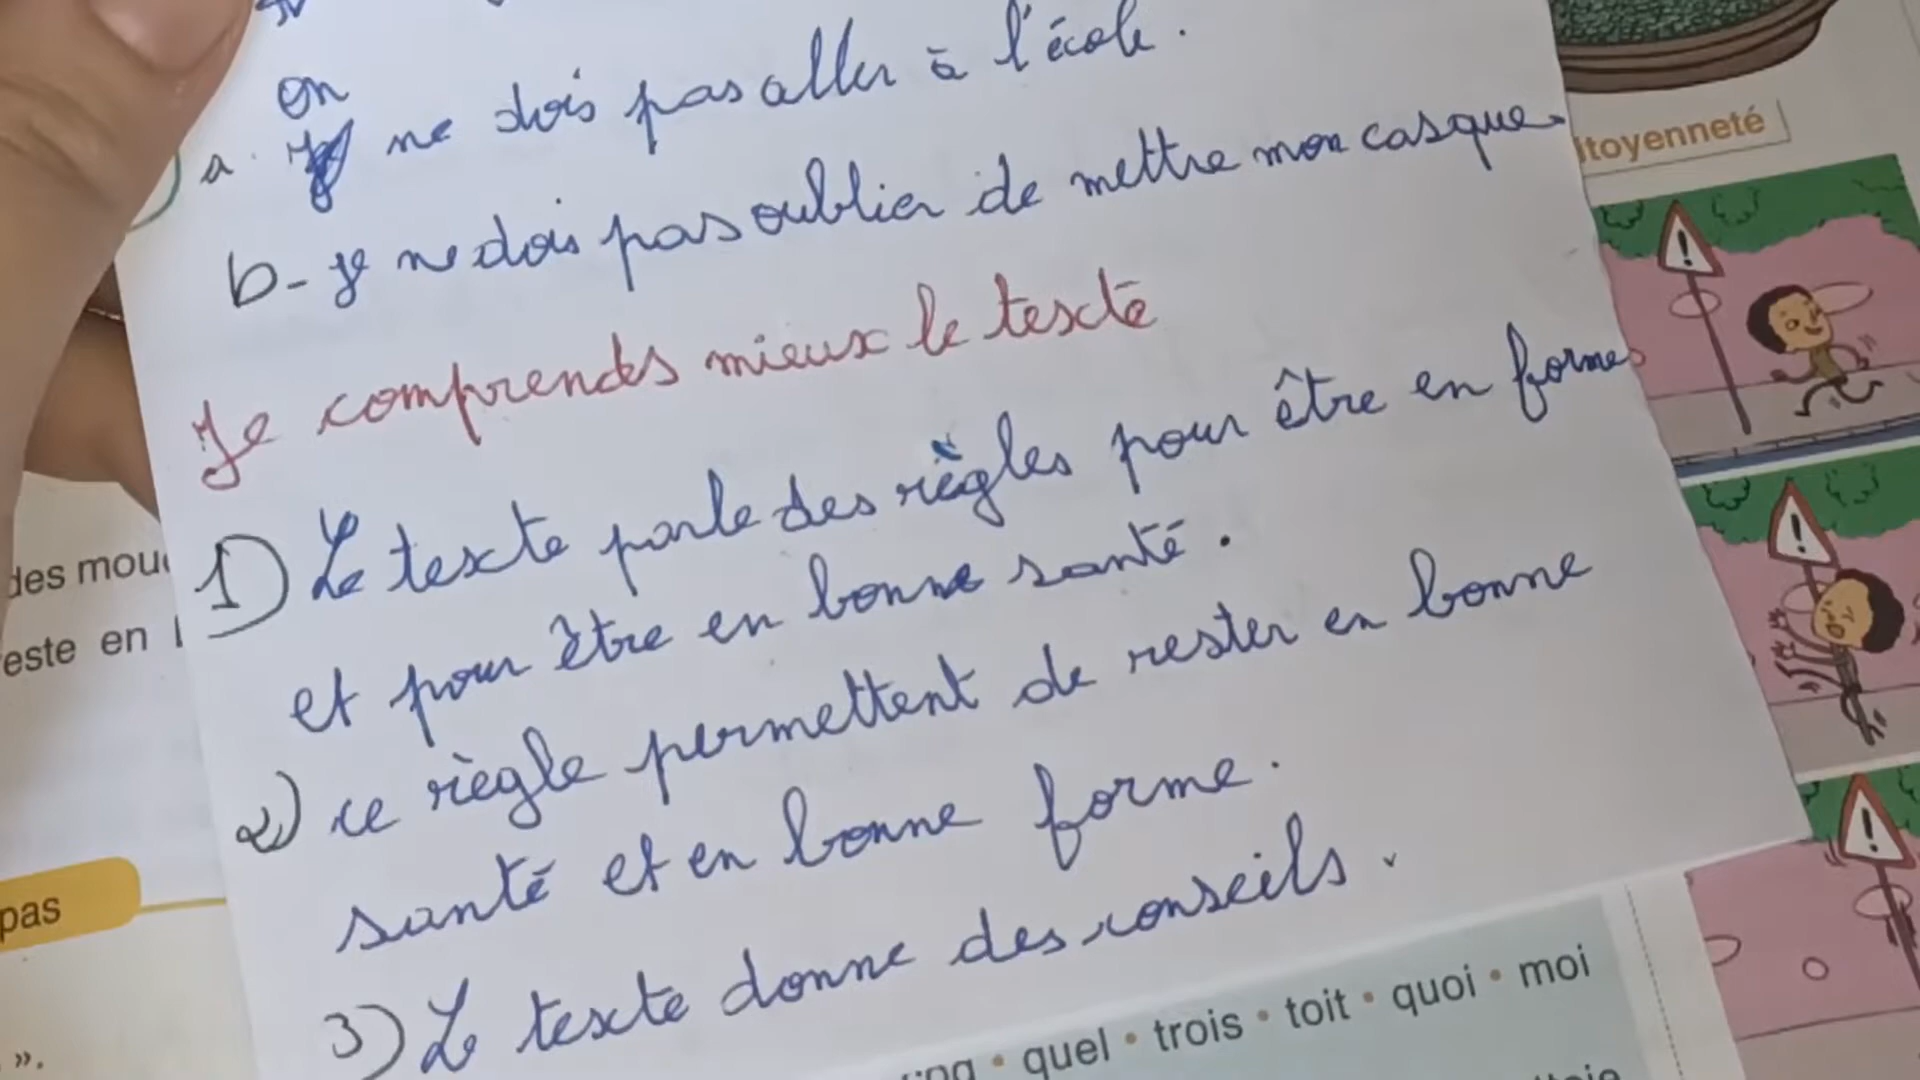 on
a. ne dois pas aller à l'école.
b- je ne dois pas oublier de mettre mon casque.
Je comprends mieux le texte
1) Le texte parle des règles pour être en forme
et pour être en bonne santé.
2) ce règle permettent de rester en bonne
santé et en bonne forme.
3) Le texte donne des conseils.
itoyenneté
!
!
!
des mou
este en
pas
».
quel • trois • toit • quoi • moi